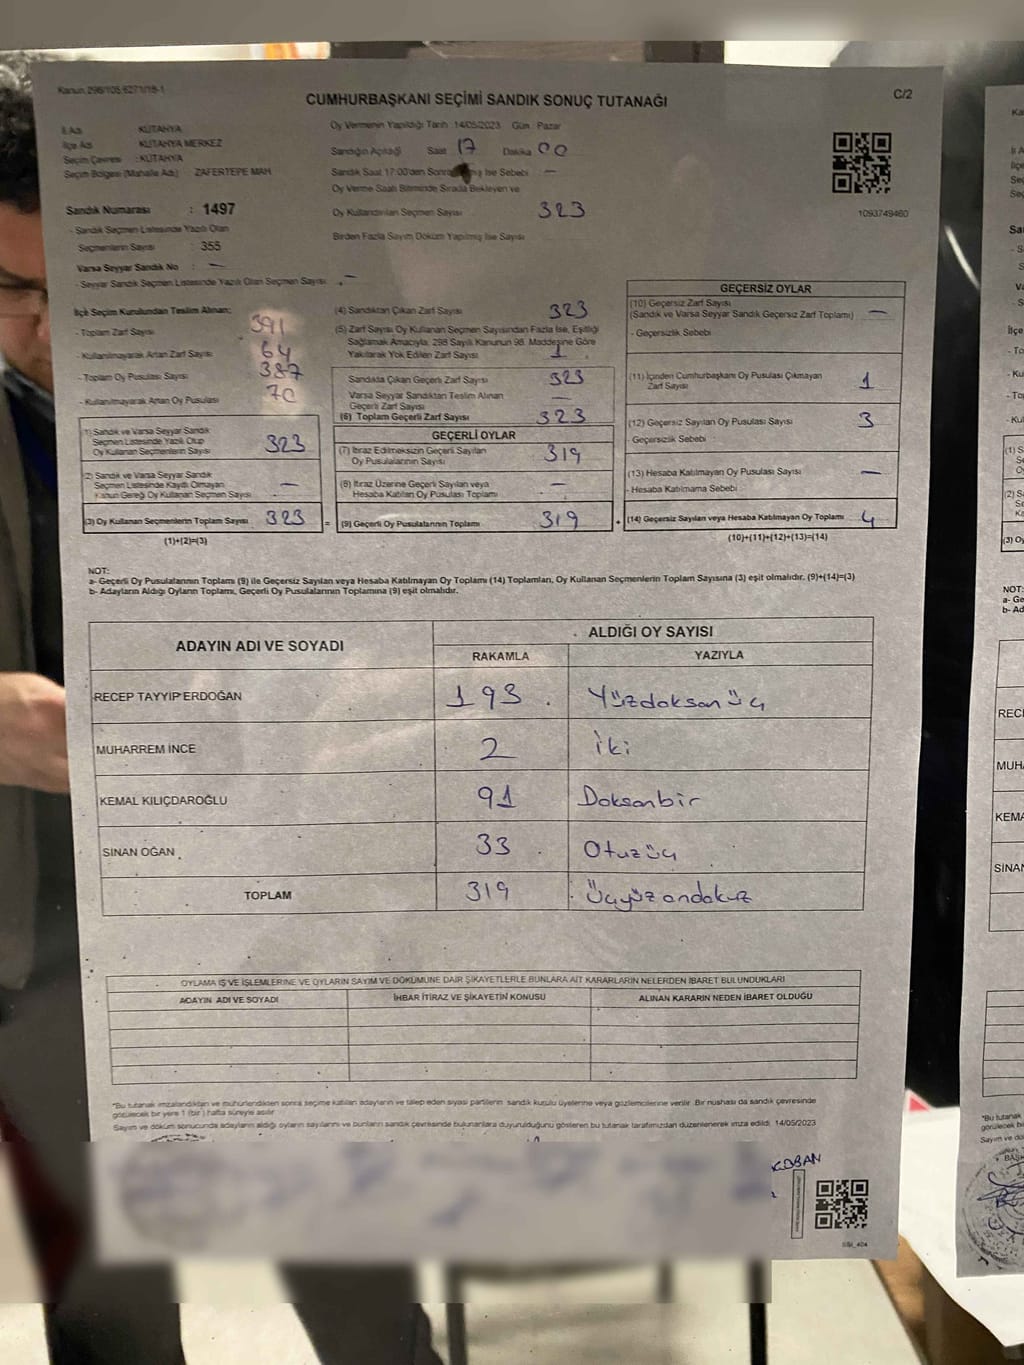 Kanun 298/105,6271/18-1
C/2
CUMHURBAŞKANI SEÇİMİ SANDIK SONUÇ TUTANAĞI
İl Adı KÜTAHYA
İlçe Adı KÜTAHYA MERKEZ
Seçim Çevresi : KÜTAHYA
Seçim Bölgesi (Mahalle Adı) ZAFERTEPE MAH
Sandık Numarası : 1497
- Sandık Seçmen Listesinde Yazılı Olan
Seçmenlerin Sayısı : 355
Varsa Seyyar Sandık No : —
- Seyyar Sandık Seçmen Listesinde Yazılı Olan Seçmen Sayısı : —
Oy Vermenin Yapıldığı Tarih :14/05/2023 Gün Pazar
Sandığın Açıldığı Saat 17 Dakika 00
Sandık Saat 17:00'den Sonra İse Sebebi —
Oy Verme Saati Bitiminde Sırada Bekleyen ve
Oy Kullandırılan Seçmen Sayısı 323
Birden Fazla Sayım Döküm Yapılmış İse Sayısı
1093749460
İlçe Seçim Kurulundan Teslim Alınan:
- Toplam Zarf Sayısı 391
- Kullanılmayarak Artan Zarf Sayısı 64
- Toplam Oy Pusulası Sayısı 387
- Kullanılmayarak Artan Oy Pusulası 70
(1) Sandık ve Varsa Seyyar Sandık
Seçmen Listesinde Yazılı Olup
Oy Kullanan Seçmenlerin Sayısı 323
(2) Sandık ve Varsa Seyyar Sandık
Seçmen Listesinde Kayıtlı Olmayan
Kanun Gereği Oy Kullanan Seçmen Sayısı —
(3) Oy Kullanan Seçmenlerin Toplam Sayısı 323 =
(1)+(2)=(3)
(4) Sandıktan Çıkan Zarf Sayısı 323
(5) Zarf Sayısı Oy Kullanan Seçmen Sayısından Fazla İse, Eşitliği
Sağlamak Amacıyla, 298 Sayılı Kanunun 98. Maddesine Göre
Yakılarak Yok Edilen Zarf Sayısı 1
Sandıkta Çıkan Geçerli Zarf Sayısı 323
Varsa Seyyar Sandıktan Teslim Alınan
Geçerli Zarf Sayısı —
(6) Toplam Geçerli Zarf Sayısı 323
GEÇERLİ OYLAR
(7) İtiraz Edilmeksizin Geçerli Sayılan
Oy Pusulalarının Sayısı 319
(8) İtiraz Üzerine Geçerli Sayılan veya
Hesaba Katılan Oy Pusulası Toplamı —
(9) Geçerli Oy Pusulalarının Toplamı 319 +
GEÇERSİZ OYLAR
(10) Geçersiz Zarf Sayısı
(Sandık ve Varsa Seyyar Sandık Geçersiz Zarf Toplamı) —
- Geçersizlik Sebebi
(11) İçinden Cumhurbaşkanı Oy Pusulası Çıkmayan
Zarf Sayısı 1
(12) Geçersiz Sayılan Oy Pusulası Sayısı 3
-Geçersizlik Sebebi :
(13) Hesaba Katılmayan Oy Pusulası Sayısı —
- Hesaba Katılmama Sebebi :
(14) Geçersiz Sayılan veya Hesaba Katılmayan Oy Toplamı 4
(10)+(11)+(12)+(13)=(14)
NOT:
a- Geçerli Oy Pusulalarının Toplamı (9) ile Geçersiz Sayılan veya Hesaba Katılmayan Oy Toplamı (14) Toplamları, Oy Kullanan Seçmenlerin Toplam Sayısına (3) eşit olmalıdır. (9)+(14)=(3)
b- Adayların Aldığı Oyların Toplamı, Geçerli Oy Pusulalarının Toplamına (9) eşit olmalıdır.
ADAYIN ADI VE SOYADI ALDIĞI OY SAYISI
RAKAMLA YAZIYLA
RECEP TAYYİP ERDOĞAN 193 Yüzdoksanüç
MUHARREM İNCE 2 İki
KEMAL KILIÇDAROĞLU 91 Doksanbir
SİNAN OĞAN 33 Otuzüç
TOPLAM 319 Üçyüzondokuz
OYLAMA İŞ VE İŞLEMLERİNE VE OYLARIN SAYIM VE DÖKÜMÜNE DAİR ŞİKAYETLERLE BUNLARA AİT KARARLARIN NELERDEN İBARET BULUNDUKLARI
ADAYIN ADI VE SOYADI İHBAR İTİRAZ VE ŞİKAYETİN KONUSU ALINAN KARARIN NEDEN İBARET OLDUĞU
*Bu tutanak imzalandıktan ve mühürlendikten sonra seçime katılan adayların ve talep eden siyasi partilerin sandık kurulu üyelerine veya gözlemcilerine verilir. Bir nüshası da sandık çevresinde
görülecek bir yere 1 (bir) hafta süreyle asılır
Sayım ve döküm sonucunda adayların aldığı oyların sayılarını ve bunların sandık çevresinde bulunanlara duyurulduğunu gösteren bu tutanak tarafımızdan düzenlenerek imza edildi. 14/05/2023
ÇOBAN